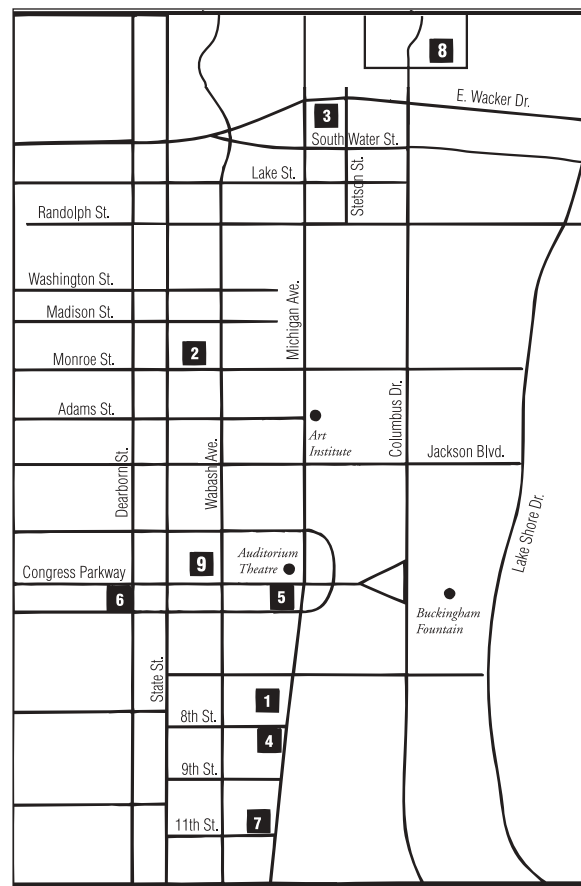 8
E. Wacker Dr.
3
South Water St.
Lake St.
Stetson St.
Randolph St.
Washington St.
Madison St.
Michigan Ave.
2
Monroe St.
Adams St.
Art
Institute
Columbus Dr.
Jackson Blvd.
Dearborn St.
Wabash Ave.
Lake Shore Dr.
9
Auditorium
Theatre
Congress Parkway
6
5
Buckingham
Fountain
State St.
1
8th St.
4
9th St.
7
11th St.